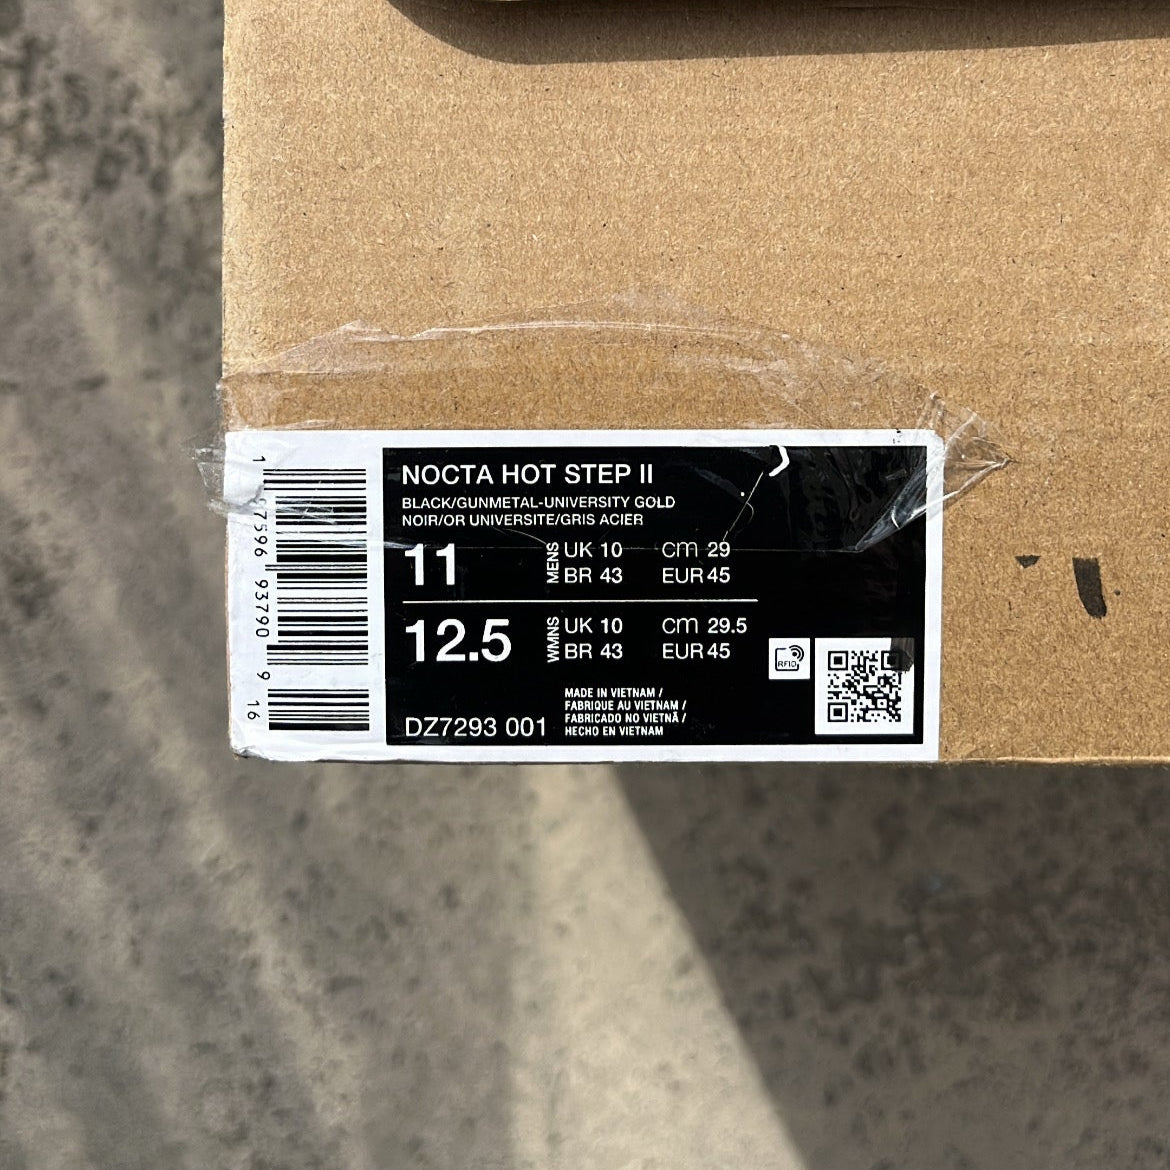 NOCTA HOT STEP II
BLACK/GUNMETAL-UNIVERSITY GOLD
NOIR/OR UNIVERSITE/GRIS ACIER
11 MENS UK 10 cm 29
BR 43 EUR 45
12.5 WMNS UK 10 cm 29.5
BR 43 EUR 45
RFID
MADE IN VIETNAM /
FABRIQUE AU VIETNAM /
FABRICADO NO VIETNÃ /
HECHO EN VIETNAM
DZ7293 001
93790 9
16